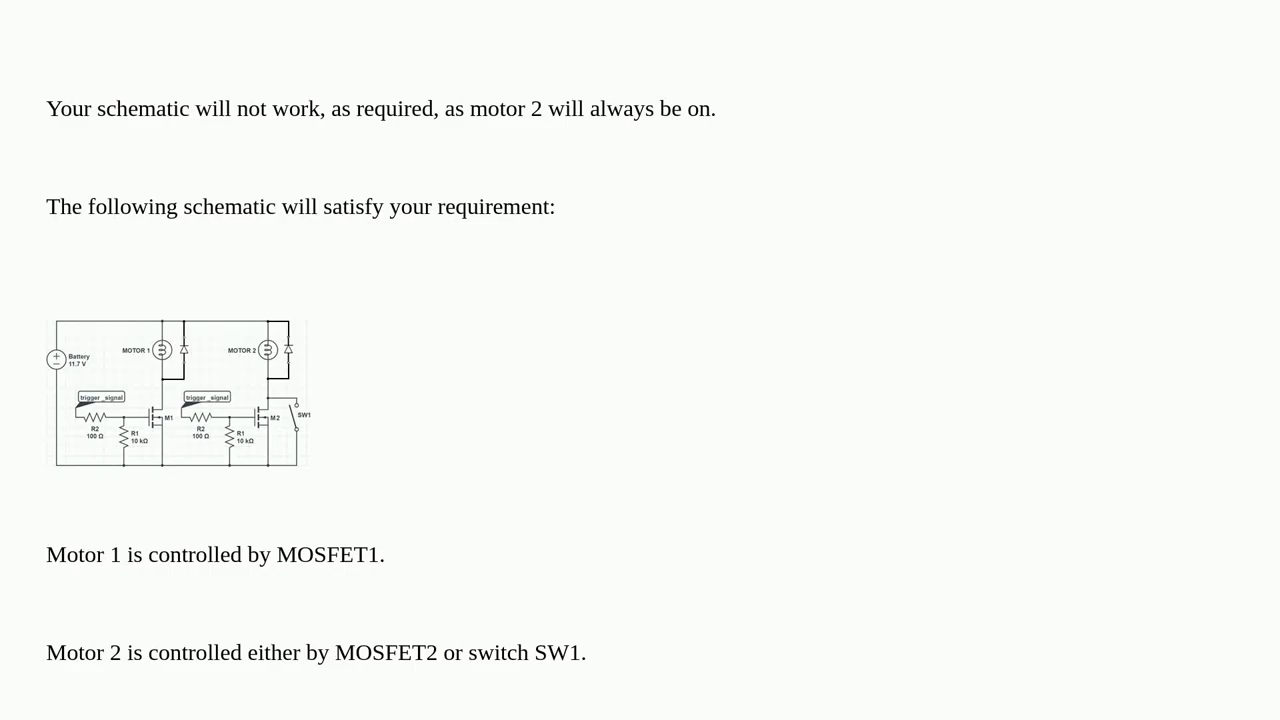 Your schematic will not work, as required, as motor 2 will always be on.
The following schematic will satisfy your requirement:
MOTOR 1
MOTOR 2
Battery
11.7 V
trigger_signal
trigger_signal
M1
M2
SW1
R2
100 Ω
R1
10 kΩ
R2
100 Ω
R1
10 kΩ
Motor 1 is controlled by MOSFET1.
Motor 2 is controlled either by MOSFET2 or switch SW1.